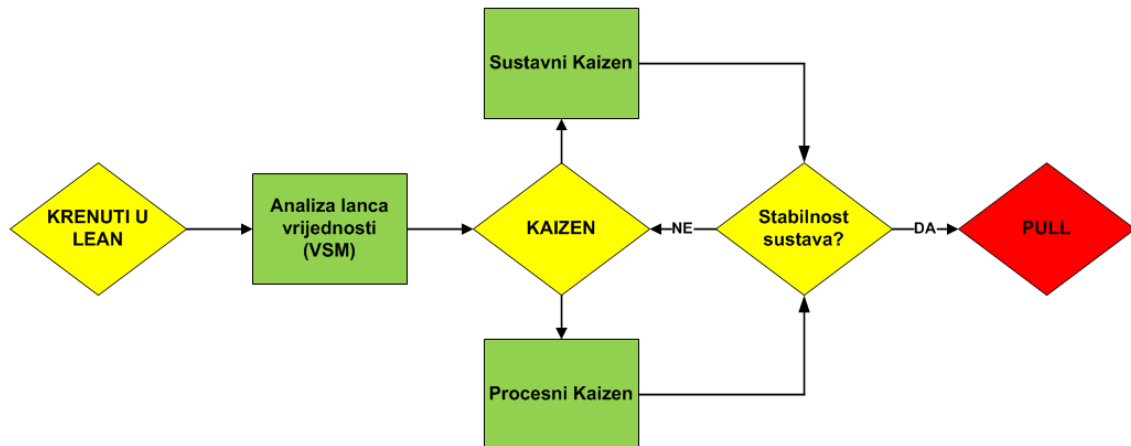 Sustavni Kaizen
KRENUTI U
LEAN
Analiza lanca
vrijednosti
(VSM)
KAIZEN
NE
Stabilnost
sustava?
DA
PULL
Procesni Kaizen